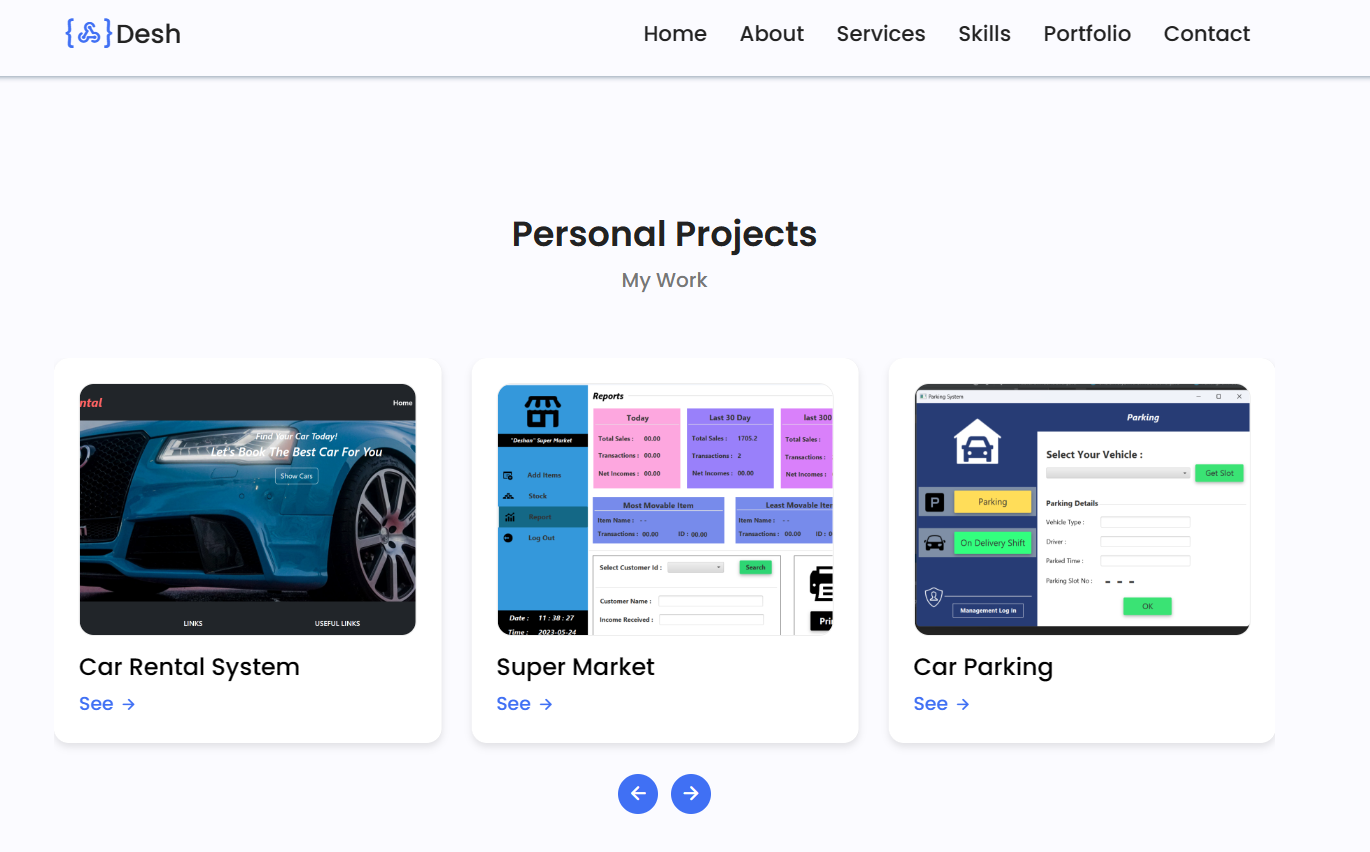 Desh
Home About Services Skills Portfolio Contact
Personal Projects
My Work
ntal
Home
Find Your Car Today!
Let's Book The Best Car For You
Show Cars
LINKS
USEFUL LINKS
Car Rental System
See →
"Deshan" Super Market
Add Items
Stock
Report
Log Out
Date : 11 : 38 : 27
Time : 2023-05-24
Reports
Today
Total Sales : 00.00
Transactions : 00.00
Net Incomes : 00.00
Last 30 Day
Total Sales : 1705.2
Transactions : 2
Net Incomes : 00.00
last 300
Total Sales :
Transactions :
Net Incomes :
Most Movable Item
Item Name : - -
Transactions : 00.00 ID : 00.00
Least Movable Iter
Item Name : - -
Transactions : 00.00 ID : 0
Select Customer Id :
Search
Customer Name :
Income Received :
Pri
Super Market
See →
Parking System
Parking
P
Parking
On Delivery Shift
Management Log In
Select Your Vehicle :
Get Slot
Parking Details
Vehicle Type :
Driver :
Parked Time :
Parking Slot No : - - -
OK
Car Parking
See →